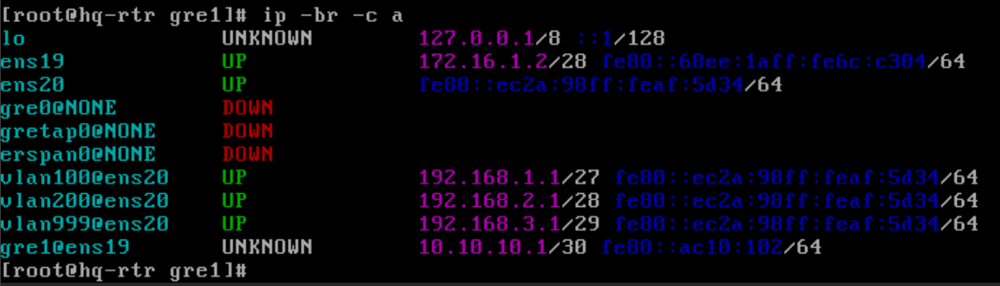 [root@hq-rtr gre1]# ip -br -c a
lo UNKNOWN 127.0.0.1/8 ::1/128
ens19 UP 172.16.1.2/28 fe80::68ee:1aff:fe6c:c304/64
ens20 UP fe80::ec2a:98ff:feaf:5d34/64
gre0@NONE DOWN
gretap0@NONE DOWN
erspan0@NONE DOWN
vlan100@ens20 UP 192.168.1.1/27 fe80::ec2a:98ff:feaf:5d34/64
vlan200@ens20 UP 192.168.2.1/28 fe80::ec2a:98ff:feaf:5d34/64
vlan999@ens20 UP 192.168.3.1/29 fe80::ec2a:98ff:feaf:5d34/64
gre1@ens19 UNKNOWN 10.10.10.1/30 fe80::ac10:102/64
[root@hq-rtr gre1]#